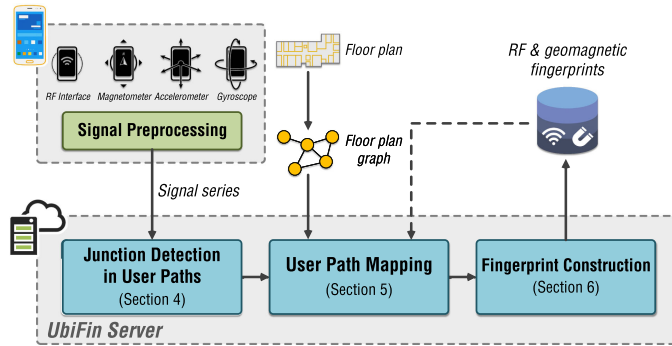 RF Interface
Magnetometer
Accelerometer
Gyroscope
Signal Preprocessing
Floor plan
RF & geomagnetic
fingerprints
Floor plan
graph
Signal series
Junction Detection
in User Paths
(Section 4)
User Path Mapping
(Section 5)
Fingerprint Construction
(Section 6)
UbiFin Server